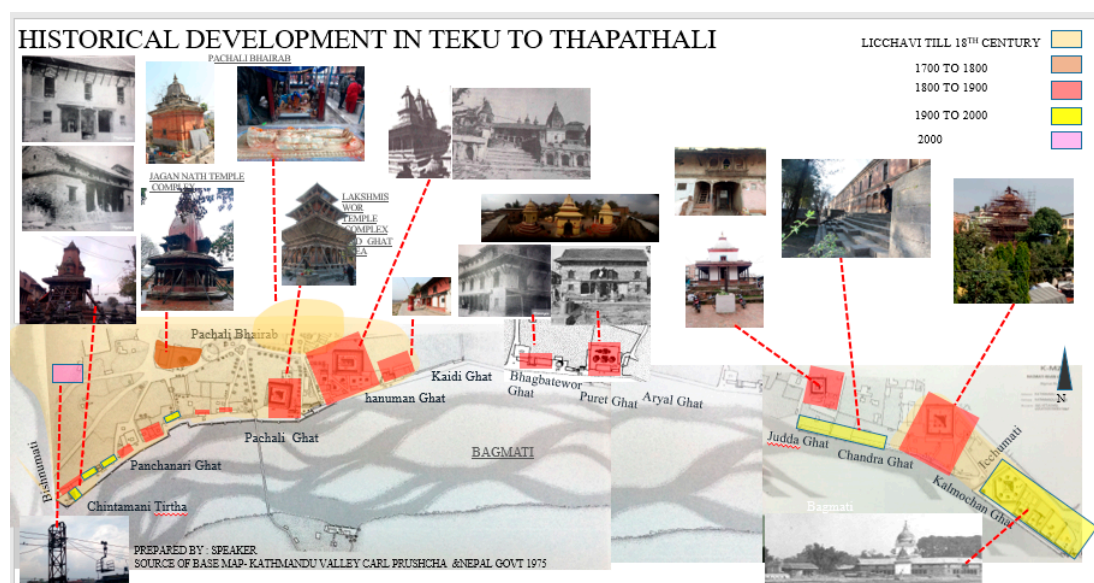 HISTORICAL DEVELOPMENT IN TEKU TO THAPATHALI
LICCHAVI TILL 18TH CENTURY
1700 TO 1800
1800 TO 1900
1900 TO 2000
2000
PACHALI BHAIRAB
JAGAN NATH TEMPLE
COMPLEX
LAKSHMIS
WOR
TEMPLE
COMPLEX
GHAT
Pachali Bhairab
Kaidi Ghat
hanuman Ghat
Bhagbatewor
Ghat
Puret Ghat
Aryal Ghat
Pachali Ghat
Panchanari Ghat
Chintamani Tirtha
Bishnumati
BAGMATI
Judda Ghat
Chandra Ghat
Kalmochan Ghat
Icchumati
Bagmati
N
PREPARED BY : SPEAKER
SOURCE OF BASE MAP- KATHMANDU VALLEY CARL PRUSHCHA &NEPAL GOVT 1975